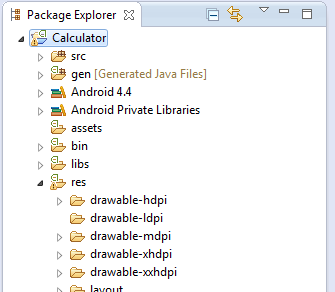 Package Explorer
Calculator
src
gen [Generated Java Files]
Android 4.4
Android Private Libraries
assets
bin
libs
res
drawable-hdpi
drawable-ldpi
drawable-mdpi
drawable-xhdpi
drawable-xxhdpi
layout